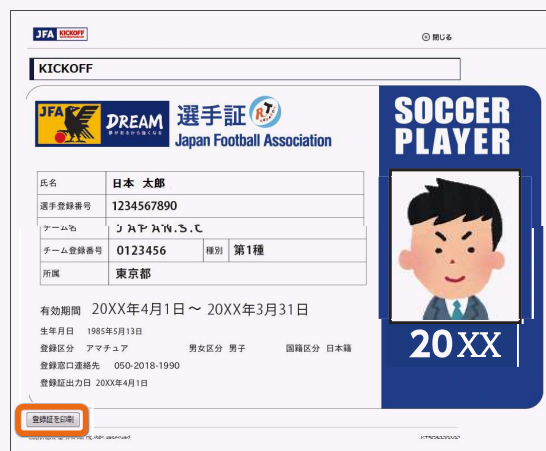 JFA KICKOFF
閉じる
KICKOFF
JFA
DREAM
夢があるから強くなる
選手証
Japan Football Association
SOCCER
PLAYER
氏名 日本 太郎
選手登録番号 1234567890
チーム名 JAPAN.S.C
チーム登録番号 0123456 種別 第1種
所属 東京都
有効期間 20XX年4月1日～ 20XX年3月31日
生年月日 1985年5月13日
登録区分 アマチュア 男女区分 男子 国籍区分 日本籍
登録窓口連絡先 050-2018-1990
登録証出力日 20XX年4月1日
20XX
登録証を印刷